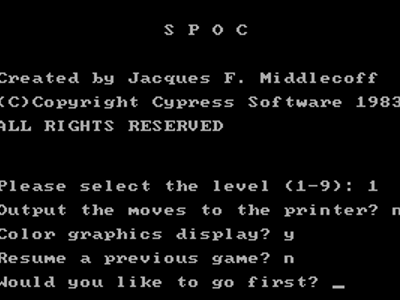 S P O C
Created by Jacques F. Middlecoff
(C)Copyright Cypress Software 1983
ALL RIGHTS RESERVED
Please select the level (1-9): 1
Output the moves to the printer? n
Color graphics display? y
Resume a previous game? n
Would you like to go first? _